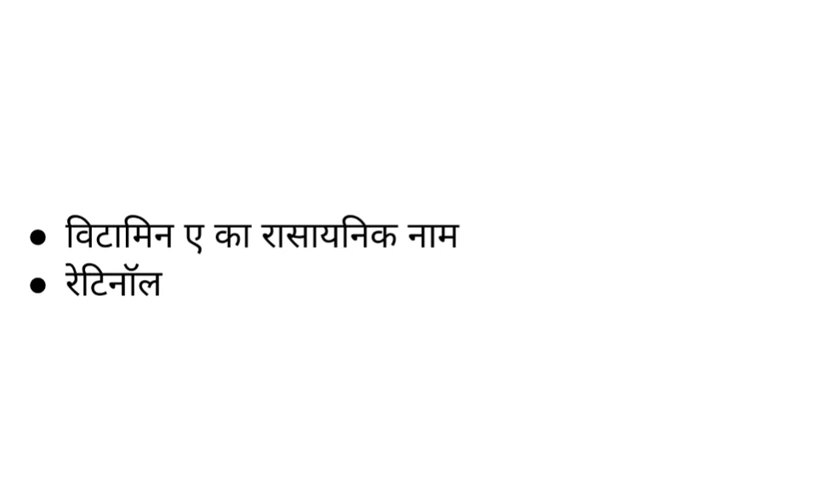 • विटामिन ए का रासायनिक नाम
• रेटिनॉल